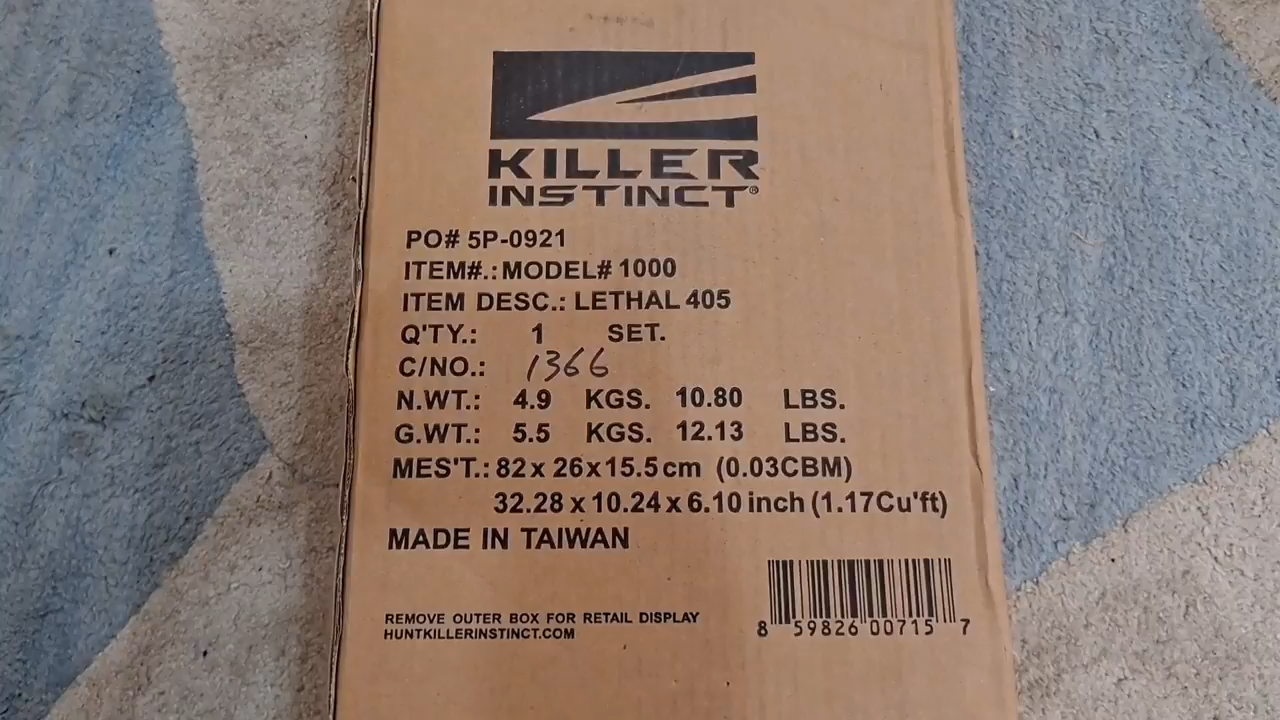 KILLER
INSTINCT®
PO# 5P-0921
ITEM#.: MODEL# 1000
ITEM DESC.: LETHAL 405
Q'TY.: 1 SET.
C/NO.: 1366
N.WT.: 4.9 KGS. 10.80 LBS.
G.WT.: 5.5 KGS. 12.13 LBS.
MES'T.: 82 x 26 x 15.5 cm (0.03CBM)
32.28 x 10.24 x 6.10 inch (1.17Cu'ft)
MADE IN TAIWAN
REMOVE OUTER BOX FOR RETAIL DISPLAY
HUNTKILLERINSTINCT.COM
8 59826 00715 7